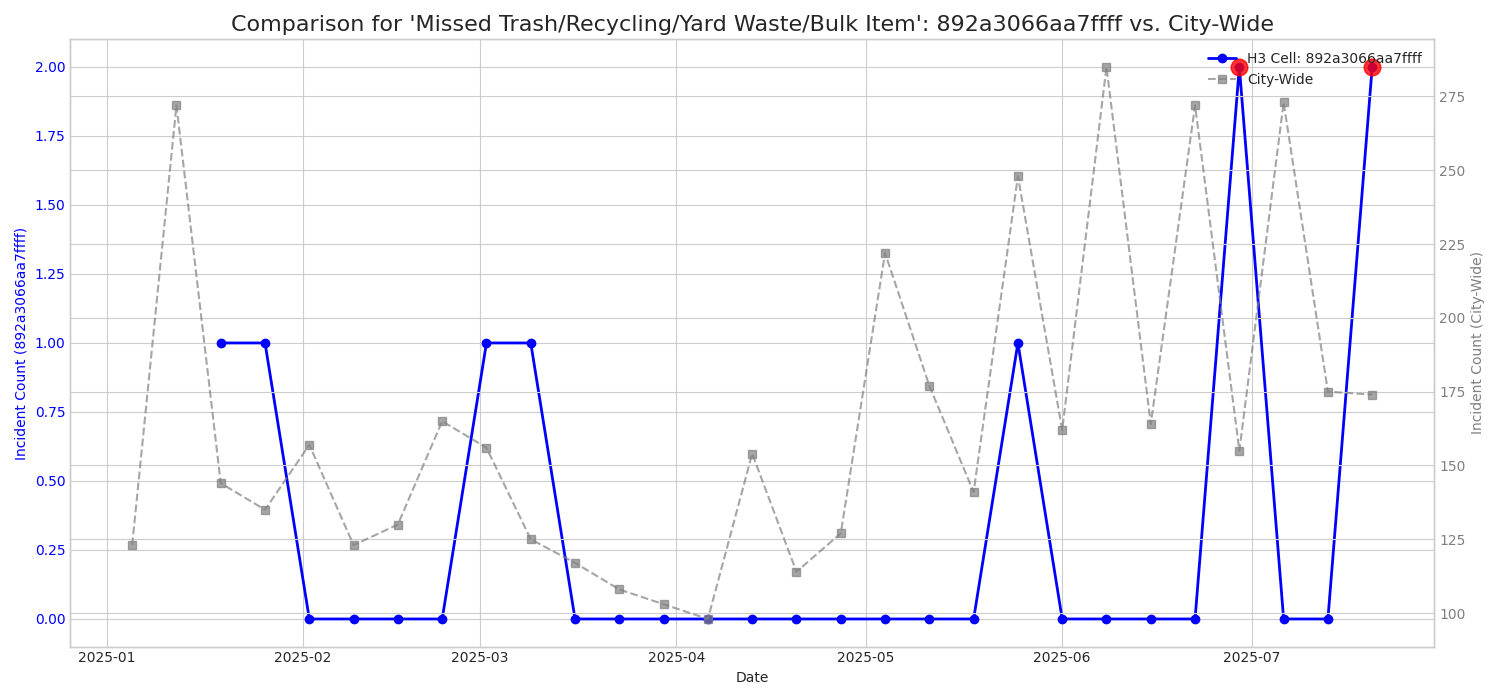 Comparison for 'Missed Trash/Recycling/Yard Waste/Bulk Item': 892a3066aa7ffff vs. City-Wide
H3 Cell: 892a3066aa7ffff
City-Wide
Incident Count (892a3066aa7ffff)
2.00
1.75
1.50
1.25
1.00
0.75
0.50
0.25
0.00
275
250
225
200
175
150
125
100
Incident Count (City-Wide)
2025-01 2025-02 2025-03 2025-04 2025-05 2025-06 2025-07
Date